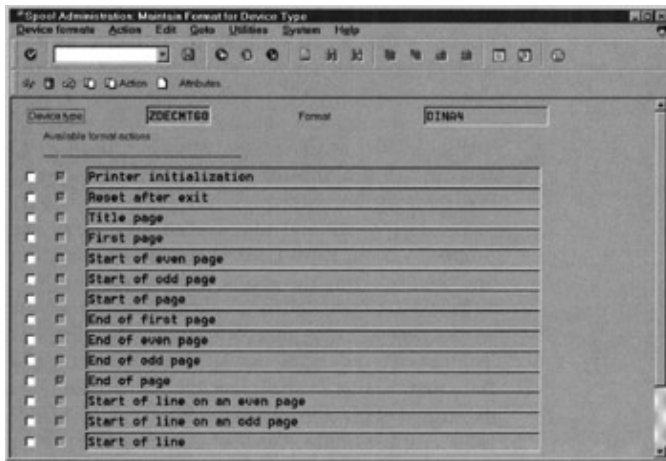 Spool Administration: Maintain Format for Device Type
Device formats Action Edit Goto Utilities System Help
Action Attributes
Device type ZDECMT60 Format DINA4
Available format actions
Printer initialization
Reset after exit
Title page
First page
Start of even page
Start of odd page
Start of page
End of first page
End of even page
End of odd page
End of page
Start of line on an even page
Start of line on an odd page
Start of line